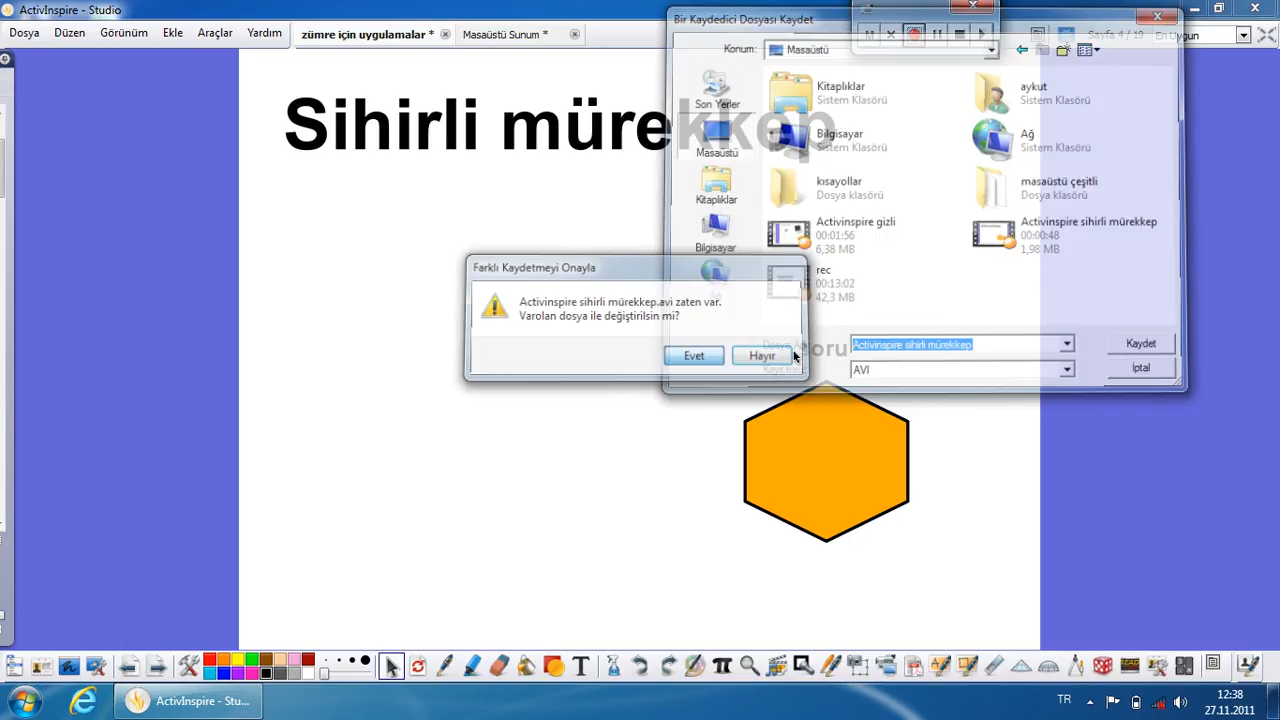 ActivInspire - Studio
Dosya Düzen Görünüm Ekle Araçlar Yardım
zümre için uygulamalar *
Masaüstü Sunum *
Sayfa 4 / 19
En Uygun
Sihirli mürekkep
Bir Kaydedici Dosyası Kaydet
Konum:
Masaüstü
Son Yerler
Masaüstü
Kitaplıklar
Bilgisayar
Kitaplıklar
Sistem Klasörü
aykut
Sistem Klasörü
Bilgisayar
Sistem Klasörü
Ağ
Sistem Klasörü
kısayollar
Dosya klasörü
masaüstü çeşitli
Dosya klasörü
Activinspire gizli
00:01:56
6,38 MB
Activinspire sihirli mürekkep
00:00:48
1,98 MB
rec
00:13:02
42,3 MB
Activinspire sihirli mürekkep
Kaydet
AVI
İptal
Farklı Kaydetmeyi Onayla
Activinspire sihirli mürekkep.avi zaten var.
Varolan dosya ile değiştirilsin mi?
Evet
Hayır
ActivInspire - Stu...
TR
12:38
27.11.2011